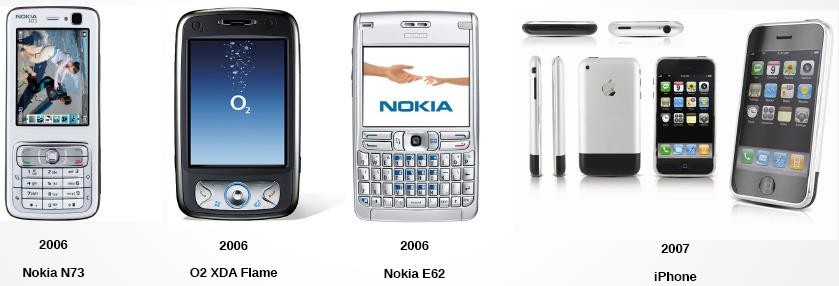 NOKIA
N73
O2
NOKIA
2006
2006
2006
2007
Nokia N73
O2 XDA Flame
Nokia E62
iPhone